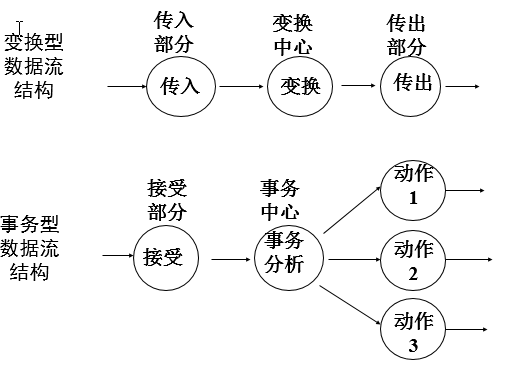 变换型
数据流
结构
传入
部分
变换
中心
传出
部分
传入
变换
传出
事务型
数据流
结构
接受
部分
事务
中心
接受
事务
分析
动作
1
动作
2
动作
3